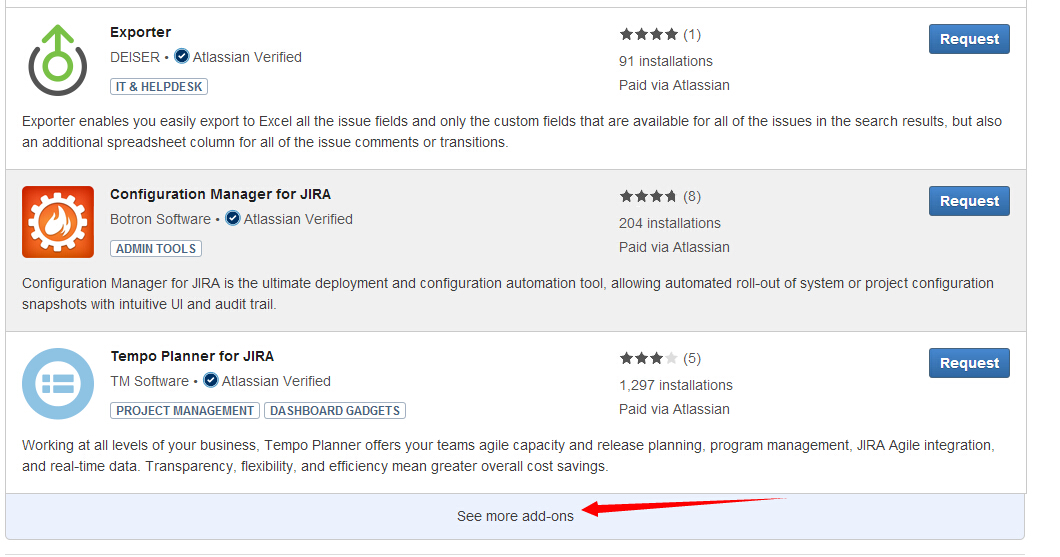 Exporter
★★★★ (1)
Request
DEISER • Atlassian Verified
91 installations
IT & HELPDESK
Paid via Atlassian
Exporter enables you easily export to Excel all the issue fields and only the custom fields that are available for all of the issues in the search results, but also
an additional spreadsheet column for all of the issue comments or transitions.
Configuration Manager for JIRA
(8)
Request
Botron Software • Atlassian Verified
204 installations
ADMIN TOOLS
Paid via Atlassian
Configuration Manager for JIRA is the ultimate deployment and configuration automation tool, allowing automated roll-out of system or project configuration
snapshots with intuitive UI and audit trail.
Tempo Planner for JIRA
(5)
Request
TM Software • Atlassian Verified
1,297 installations
PROJECT MANAGEMENT DASHBOARD GADGETS
Paid via Atlassian
Working at all levels of your business, Tempo Planner offers your teams agile capacity and release planning, program management, JIRA Agile integration,
and real-time data. Transparency, flexibility, and efficiency mean greater overall cost savings.
See more add-ons